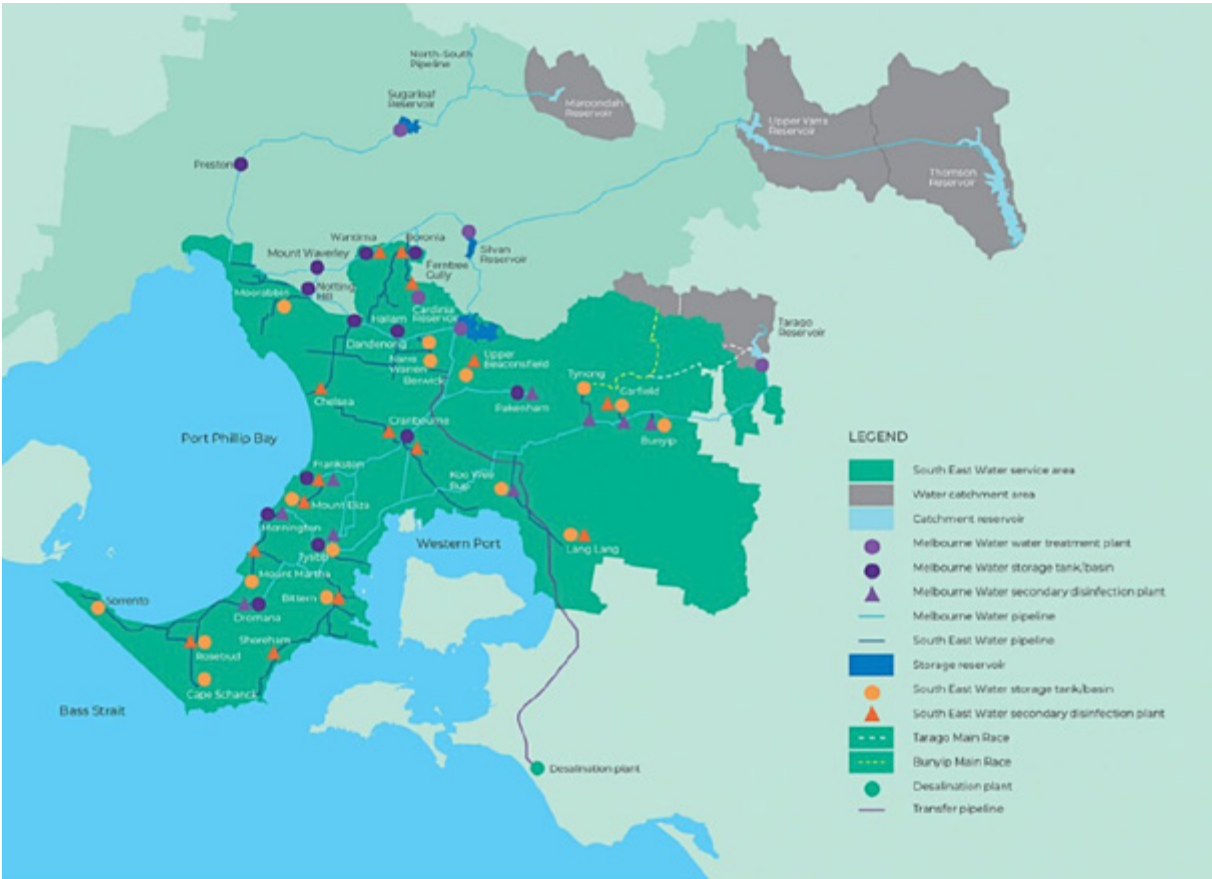 North-South
Pipeline
Sugarloaf
Reservoir
Maroondah
Reservoir
Upper Yarra
Reservoir
Thomson
Reservoir
Preston
Wantirna
Boronia
Mount Waverley
Silvan
Reservoir
Ferntree
Gully
Notting
Hill
Moorabbin
Cardinia
Reservoir
Hallam
Tarago
Reservoir
Dandenong
Narre
Warren
Upper
Beaconsfield
Berwick
Tynong
Garfield
Chelsea
Pakenham
Cranbourne
Bunyip
Port Phillip Bay
Frankston
Koo Wee
Rup
Mount Eliza
Mornington
Western Port
Lang Lang
Tyabb
Mount Martha
Bittern
Sorrento
Dromana
Shoreham
Rosebud
Cape Schanck
Bass Strait
Desalination plant
LEGEND
South East Water service area
Water catchment area
Catchment reservoir
Melbourne Water water treatment plant
Melbourne Water storage tank/basin
Melbourne Water secondary disinfection plant
Melbourne Water pipeline
South East Water pipeline
Storage reservoir
South East Water storage tank/basin
South East Water secondary disinfection plant
Tarago Main Race
Bunyip Main Race
Desalination plant
Transfer pipeline